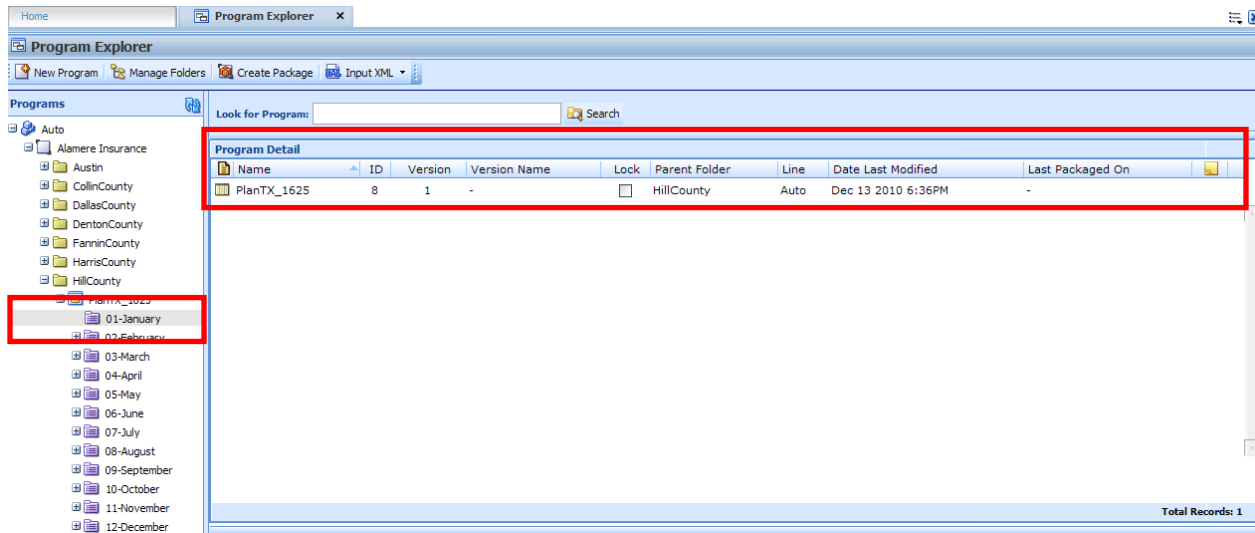 Home
Program Explorer x
Program Explorer
New Program Manage Folders Create Package Input XML
Programs
Look for Program: Search
Auto
Alamere Insurance
Austin
CollinCounty
DallasCounty
DentonCounty
FanninCounty
HarrisCounty
HillCounty
PlanTX_1625
01-January
02-February
03-March
04-April
05-May
06-June
07-July
08-August
09-September
10-October
11-November
12-December
Program Detail
Name ID Version Version Name Lock Parent Folder Line Date Last Modified Last Packaged On
PlanTX_1625 8 1 - HillCounty Auto Dec 13 2010 6:36PM -
Total Records: 1